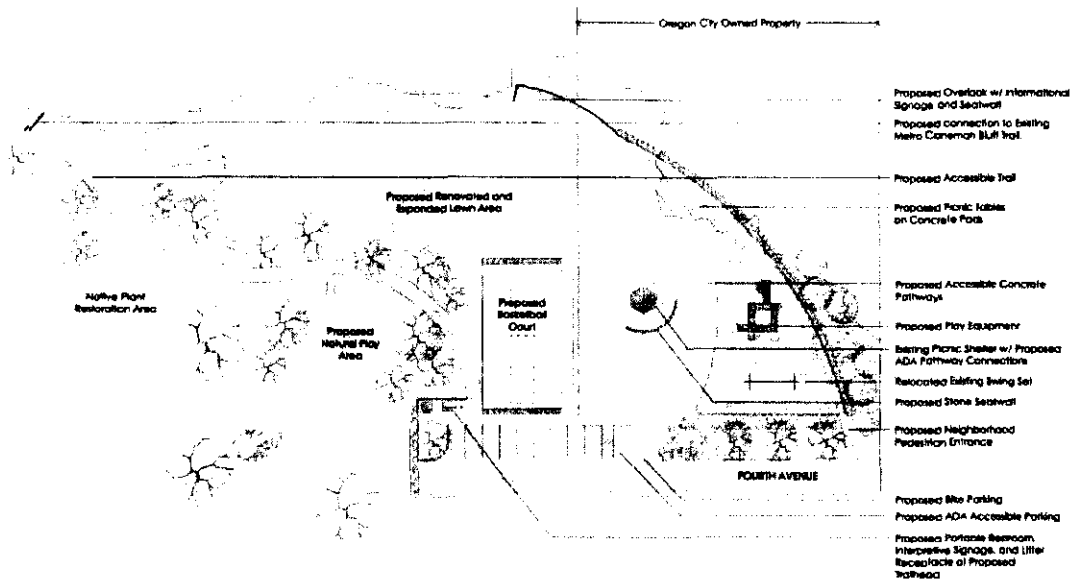 Oregon City Owned Property
Proposed Overlook w/ Informational
Signage and Seatwall
Proposed connection to Existing
Metro Canemah Bluff Trail
Proposed Accessible Trail
Proposed Renovated and
Expanded Lawn Area
Proposed Picnic Tables
on Concrete Pads
Native Plant
Restoration Area
Proposed
Natural Play
Area
Proposed
Basketball
Court
Proposed Accessible Concrete
Pathways
Proposed Play Equipment
Existing Picnic Shelter w/ Proposed
ADA Pathway Connections
Relocated Existing Swing Set
Proposed Stone Seatwall
Proposed Neighborhood
Pedestrian Entrance
FOURTH AVENUE
Proposed Bike Parking
Proposed ADA Accessible Parking
Proposed Portable Restroom,
Interpretive Signage, and Litter
Receptacle at Proposed
Trailhead